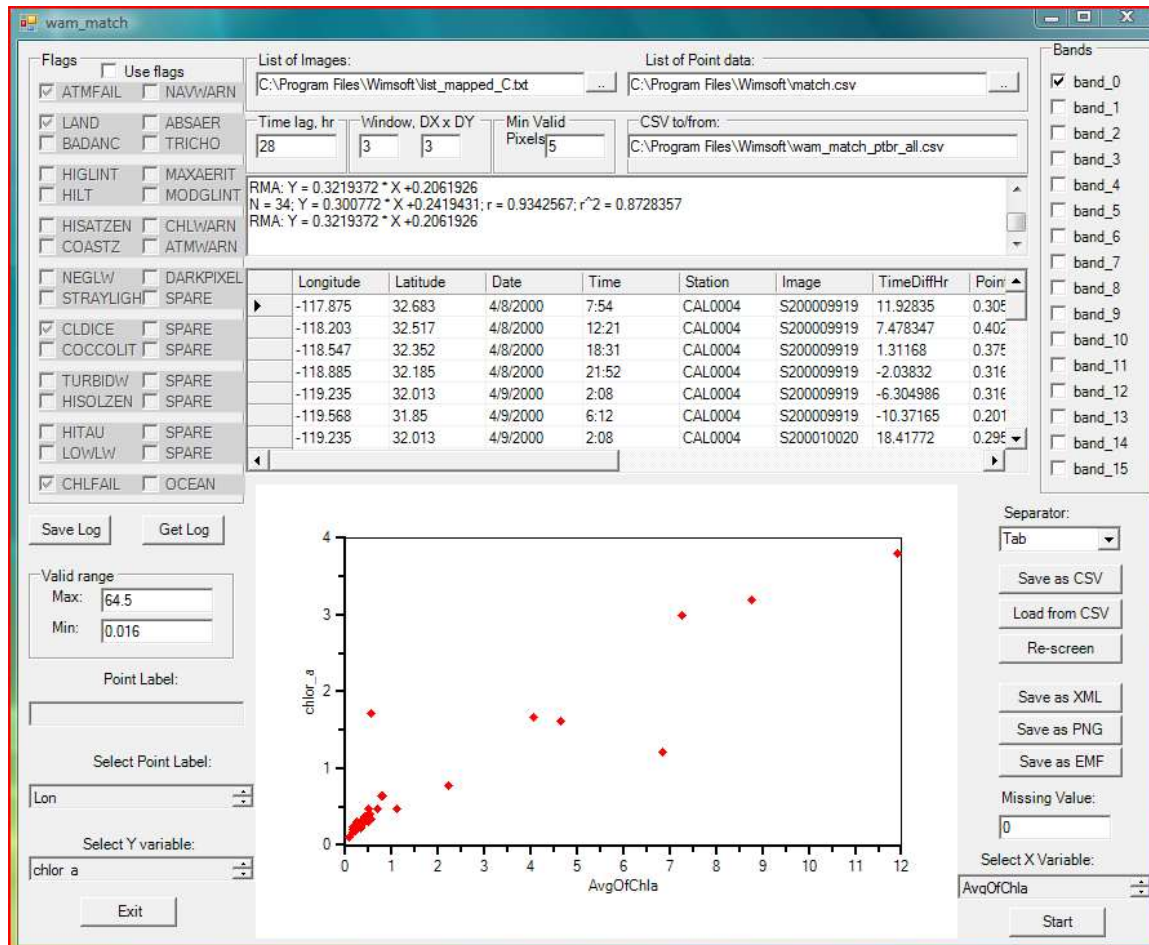 wam_match
Flags
Use flags
ATMFAIL NAVWARN
LAND ABSAER
BADANC TRICHO
HIGLINT MAXAERIT
HILT MODGLINT
HISATZEN CHLWARN
COASTZ ATMWARN
NEGLW DARKPIXEL
STRAYLIGH SPARE
CLDICE SPARE
COCCOLIT SPARE
TURBIDW SPARE
HISOLZEN SPARE
HITAU SPARE
LOWLW SPARE
CHLFAIL OCEAN
List of Images:
C:\Program Files\Wimsoft\list_mapped_C.txt ..
List of Point data:
C:\Program Files\Wimsoft\match.csv ..
Time lag, hr
28
Window, DX x DY
3 3
Min Valid
Pixels 5
CSV to/from:
C:\Program Files\Wimsoft\wam_match_ptbr_all.csv
RMA: Y = 0.3219372 * X +0.2061926
N = 34; Y = 0.300772 * X +0.2419431; r = 0.9342567; r^2 = 0.8728357
RMA: Y = 0.3219372 * X +0.2061926
Longitude Latitude Date Time Station Image TimeDiffHr Poin
-117.875 32.683 4/8/2000 7:54 CAL0004 S200009919 11.92835 0.305
-118.203 32.517 4/8/2000 12:21 CAL0004 S200009919 7.478347 0.402
-118.547 32.352 4/8/2000 18:31 CAL0004 S200009919 1.31168 0.375
-118.885 32.185 4/8/2000 21:52 CAL0004 S200009919 -2.03832 0.316
-119.235 32.013 4/9/2000 2:08 CAL0004 S200009919 -6.304986 0.316
-119.568 31.85 4/9/2000 6:12 CAL0004 S200009919 -10.37165 0.201
-119.235 32.013 4/9/2000 2:08 CAL0004 S200010020 18.41772 0.295
Bands
band_0
band_1
band_2
band_3
band_4
band_5
band_6
band_7
band_8
band_9
band_10
band_11
band_12
band_13
band_14
band_15
Save Log Get Log
Valid range
Max: 64.5
Min: 0.016
Point Label:
Select Point Label:
Lon
Select Y variable:
chlor_a
Exit
4
3
2
1
0
chlor_a
0 1 2 3 4 5 6 7 8 9 10 11 12
AvgOfChla
Separator:
Tab
Save as CSV
Load from CSV
Re-screen
Save as XML
Save as PNG
Save as EMF
Missing Value:
0
Select X Variable:
AvgOfChla
Start